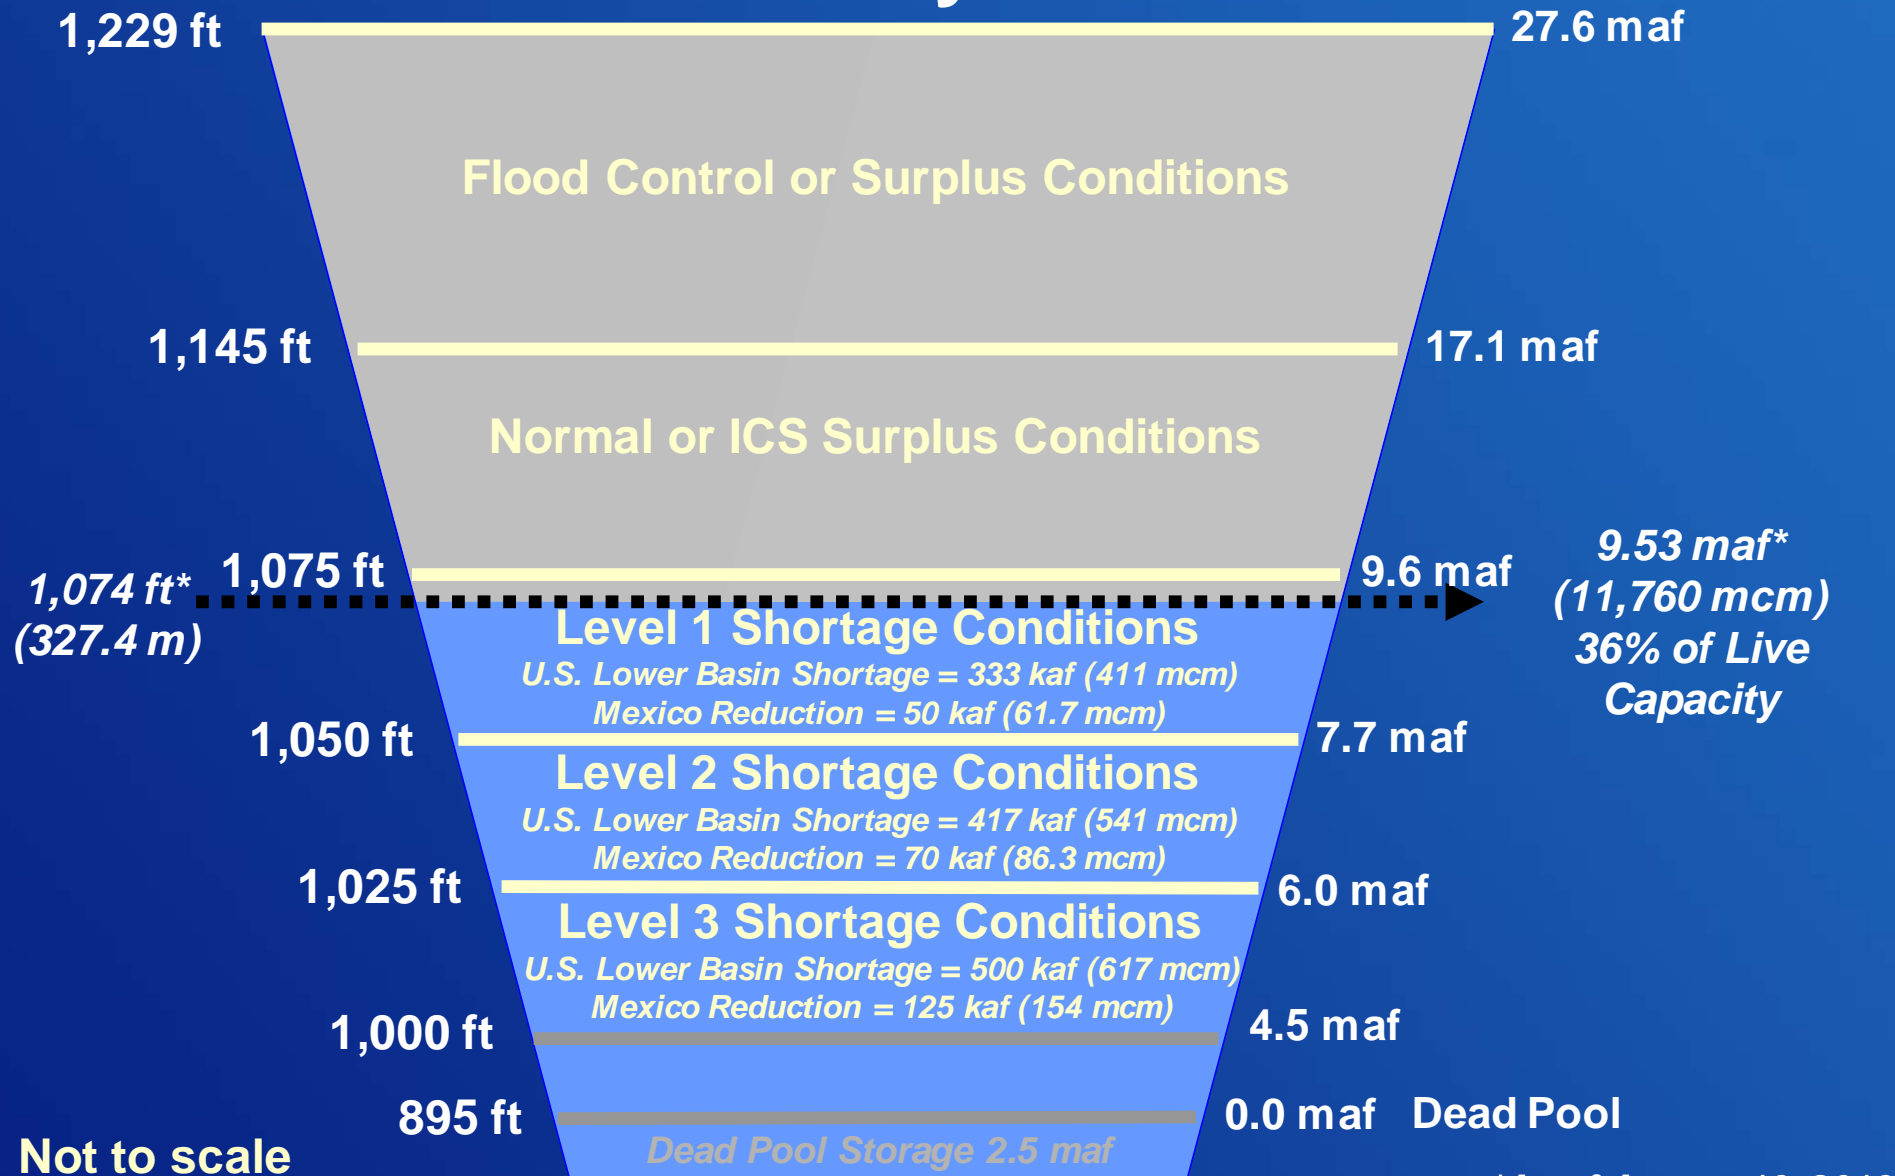 1,229 ft
27.6 maf
Flood Control or Surplus Conditions
1,145 ft
17.1 maf
Normal or ICS Surplus Conditions
1,075 ft
9.6 maf
1,074 ft*
(327.4 m)
9.53 maf*
(11,760 mcm)
36% of Live
Capacity
Level 1 Shortage Conditions
U.S. Lower Basin Shortage = 333 kaf (411 mcm)
Mexico Reduction = 50 kaf (61.7 mcm)
1,050 ft
7.7 maf
Level 2 Shortage Conditions
U.S. Lower Basin Shortage = 417 kaf (541 mcm)
Mexico Reduction = 70 kaf (86.3 mcm)
1,025 ft
6.0 maf
Level 3 Shortage Conditions
U.S. Lower Basin Shortage = 500 kaf (617 mcm)
Mexico Reduction = 125 kaf (154 mcm)
1,000 ft
4.5 maf
895 ft
0.0 maf Dead Pool
Dead Pool Storage 2.5 maf
Not to scale